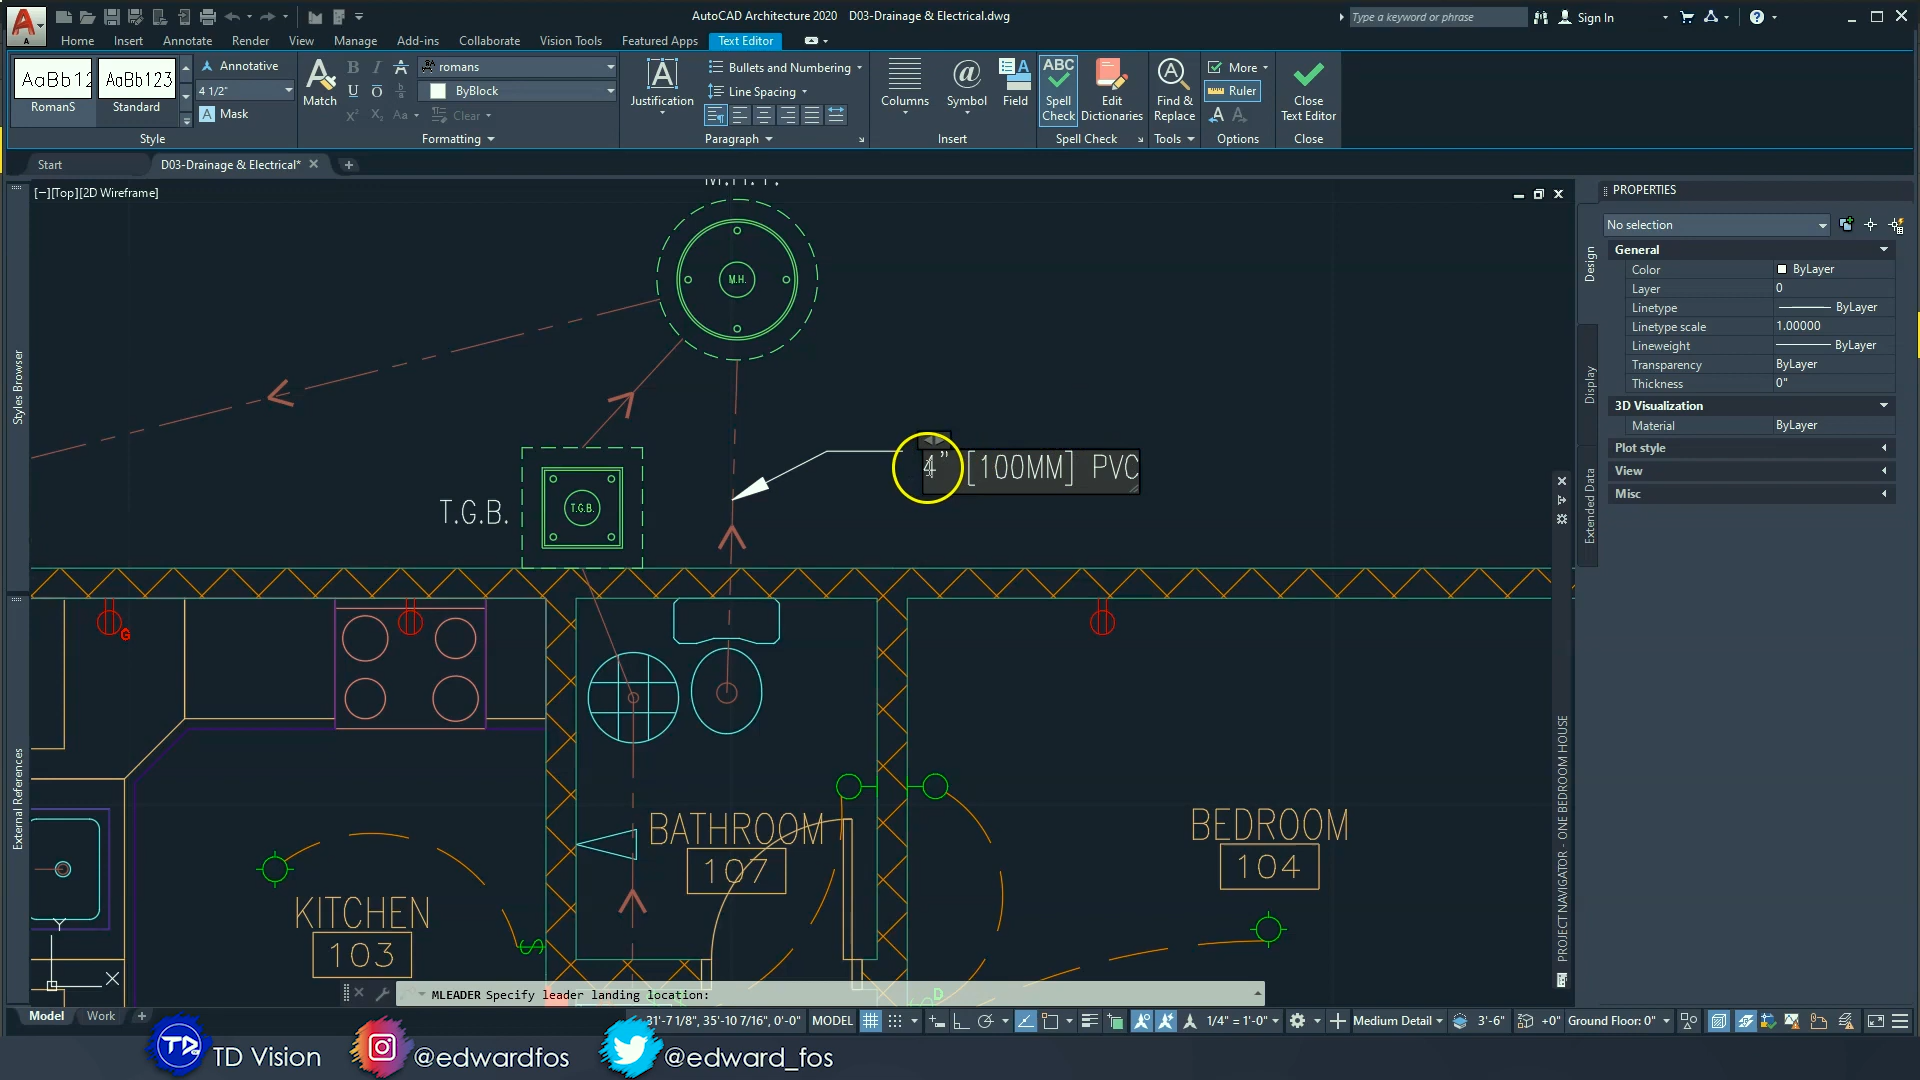 AutoCAD Architecture 2020 D03-Drainage & Electrical.dwg
Type a keyword or phrase
Sign In
Home Insert Annotate Render View Manage Add-ins Collaborate Vision Tools Featured Apps Text Editor
AaBb12 AaBb123
RomanS Standard
Annotative
4 1/2"
Mask
Style
Match
romans
ByBlock
Clear
Formatting
Justification
Bullets and Numbering
Line Spacing
Paragraph
Columns
Symbol
Field
Insert
ABC
Spell Check
Edit Dictionaries
Spell Check
Find & Replace
Tools
More
Ruler
Options
Close Text Editor
Close
Start D03-Drainage & Electrical*
[−][Top][2D Wireframe]
M.H.
T.G.B.
T.G.B.
4" [100MM] PVC
G
BATHROOM
107
BEDROOM
104
KITCHEN
103
$
D
Y
X
MLEADER Specify leader landing location:
Styles Browser
External References
PROJECT NAVIGATOR - ONE BEDROOM HOUSE
PROPERTIES
No selection
General
Color ByLayer
Layer 0
Linetype ByLayer
Linetype scale 1.00000
Lineweight ByLayer
Transparency ByLayer
Thickness 0"
3D Visualization
Material ByLayer
Plot style
View
Misc
Design
Display
Extended Data
Model Work
31'-7 1/8", 35'-10 7/16", 0'-0" MODEL
1/4" = 1'-0"
Medium Detail
3'-6"
+0"
Ground Floor: 0"
TD Vision
@edwardfos
@edward_fos